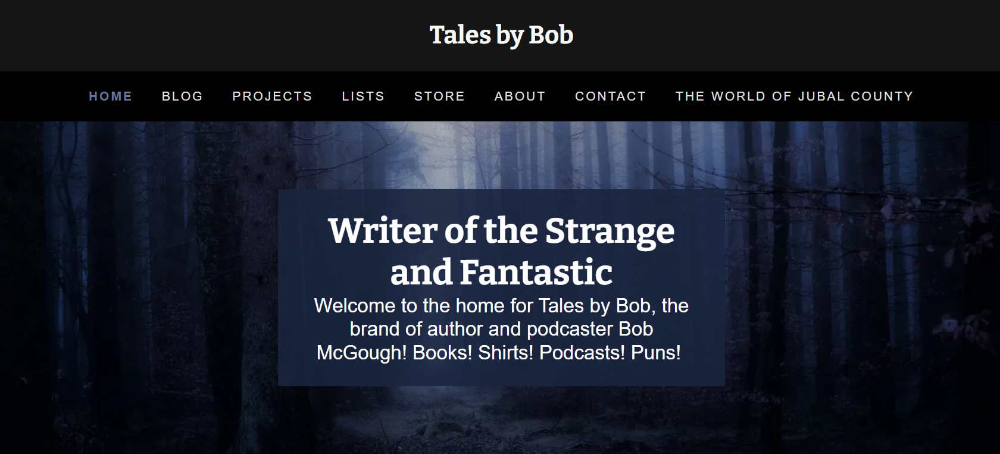 Tales by Bob
HOME BLOG PROJECTS LISTS STORE ABOUT CONTACT THE WORLD OF JUBAL COUNTY
Writer of the Strange
and Fantastic
Welcome to the home for Tales by Bob, the
brand of author and podcaster Bob
McGough! Books! Shirts! Podcasts! Puns!